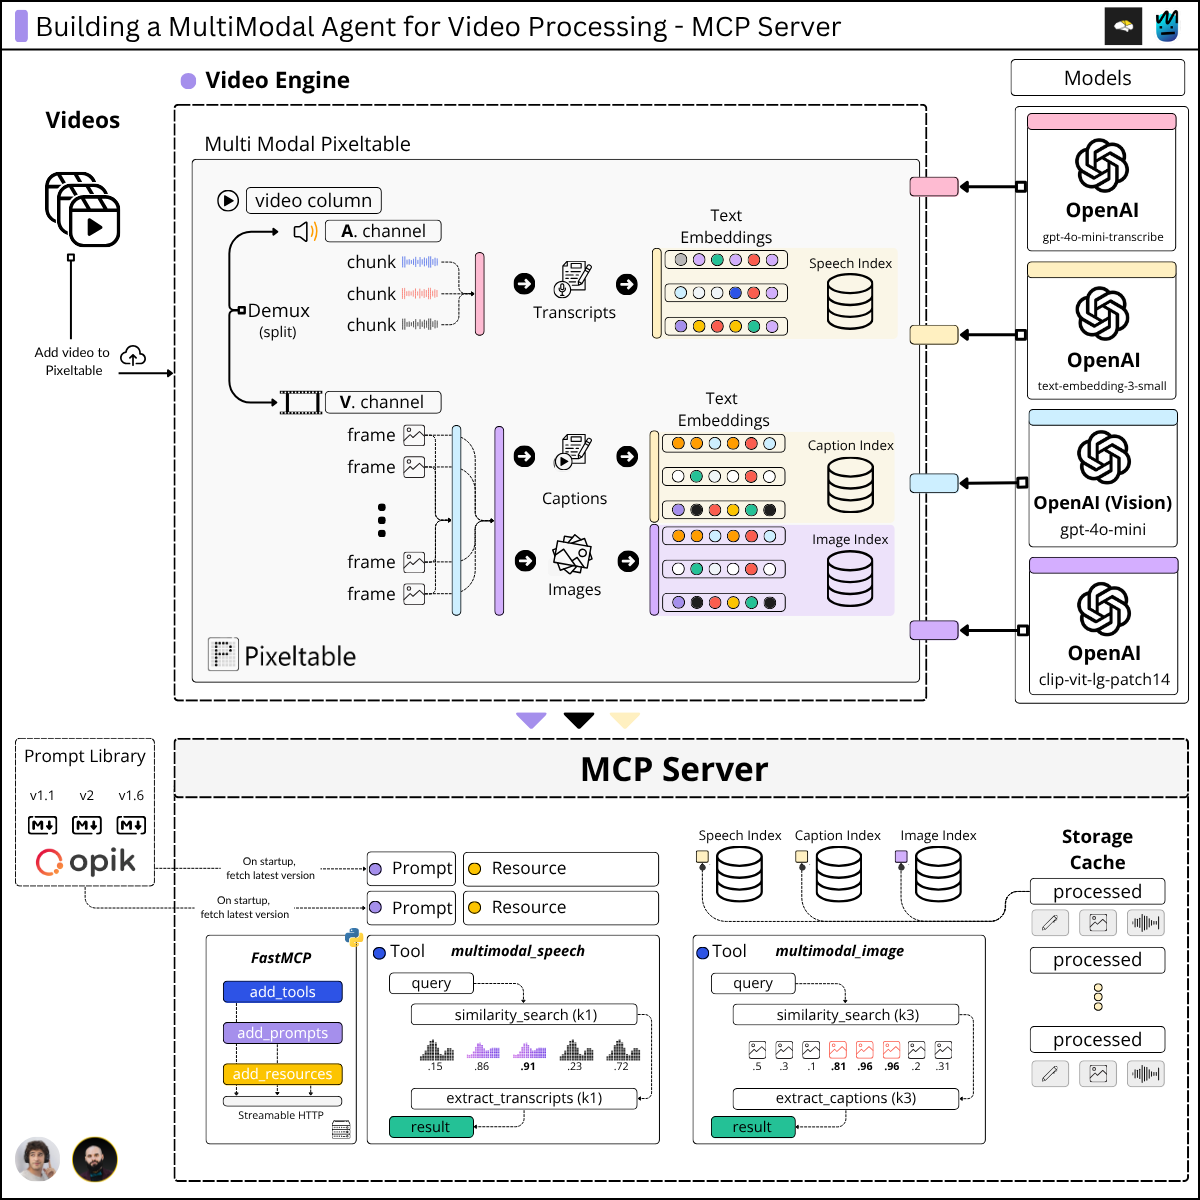 Building a MultiModal Agent for Video Processing - MCP Server
Video Engine
Models
Videos
Add video to
Pixeltable
Multi Modal Pixeltable
video column
A. channel
chunk
chunk
chunk
Demux
(split)
Transcripts
Text
Embeddings
Speech Index
V. channel
frame
frame
frame
frame
Captions
Images
Text
Embeddings
Caption Index
Image Index
Pixeltable
OpenAI
gpt-4o-mini-transcribe
OpenAI
text-embedding-3-small
OpenAI (Vision)
gpt-4o-mini
OpenAI
clip-vit-lg-patch14
Prompt Library
v1.1 v2 v1.6
M M M
opik
MCP Server
On startup,
fetch latest version
On startup,
fetch latest version
Prompt Resource
Prompt Resource
Speech Index Caption Index Image Index
Storage
Cache
processed
processed
processed
FastMCP
add_tools
add_prompts
add_resources
Streamable HTTP
Tool multimodal_speech
query
similarity_search (k1)
.15 .86 .91 .23 .72
extract_transcripts (k1)
result
Tool multimodal_image
query
similarity_search (k3)
.5 .3 .1 .81 .96 .96 .2 .31
extract_captions (k3)
result